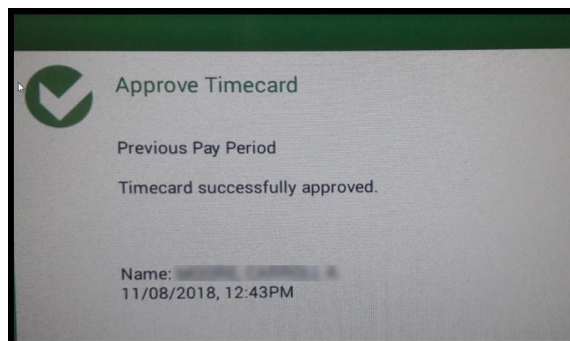 Approve Timecard
Previous Pay Period
Timecard successfully approved.
Name:
11/08/2018, 12:43PM